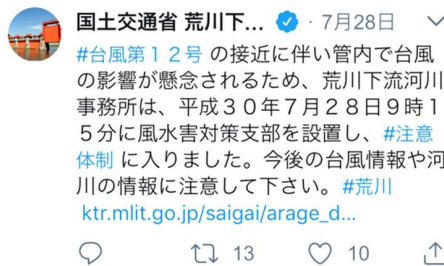 国土交通省 荒川下... · 7月28日
#台風第１２号 の接近に伴い管内で台風
の影響が懸念されるため、荒川下流河川
事務所は、平成３０年７月２８日９時１
５分に風水害対策支部を設置し、#注意
体制 に入りました。今後の台風情報や河
川の情報に注意して下さい。#荒川
ktr.mlit.go.jp/saigai/arage_d...
13 10